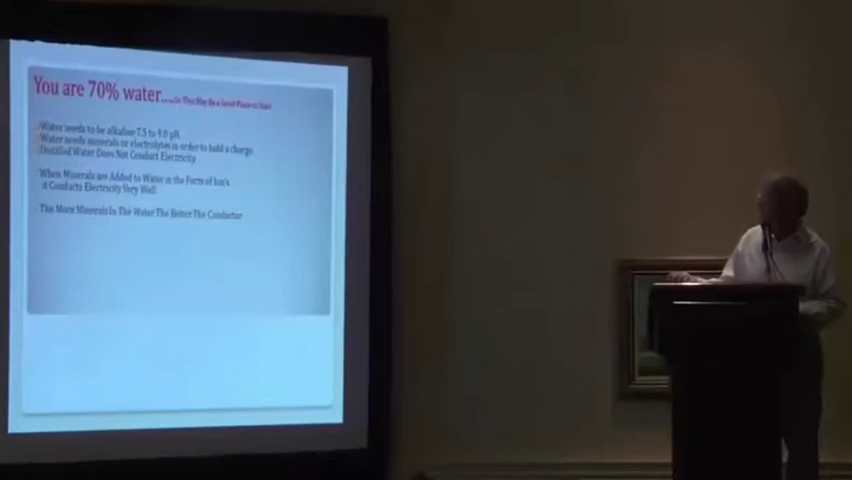 You are 70% water....So This May Be a Good Place to Start
Water needs to be alkaline 7.5 to 9.0 pH.
Water needs minerals or electrolytes in order to hold a charge.
Distilled Water Does Not Conduct Electricity
When Minerals are Added to Water in the Form of Ion's
it Conducts Electricity Very Well.
The More Minerals In The Water The Better The Conductor